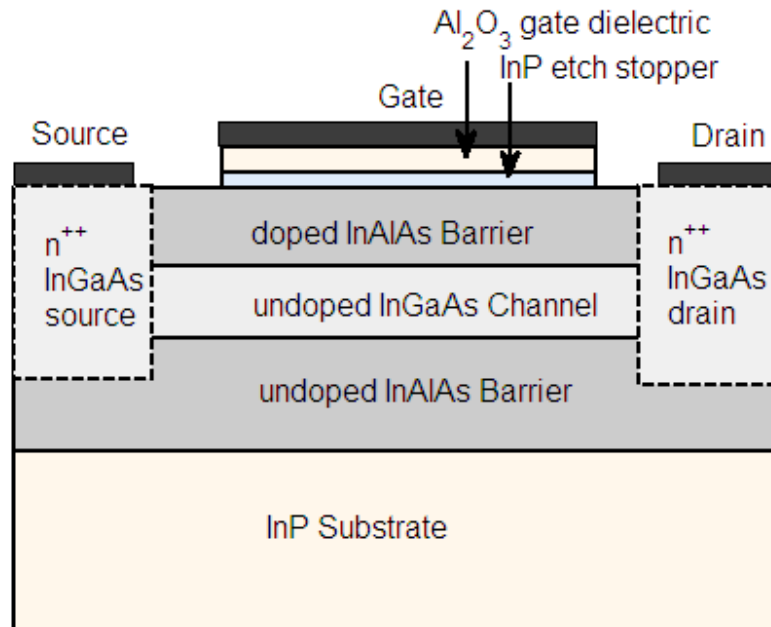 Al₂O₃ gate dielectric
InP etch stopper
Gate
Source
Drain
doped InAlAs Barrier
n⁺⁺
InGaAs
source
n⁺⁺
InGaAs
drain
undoped InGaAs Channel
undoped InAlAs Barrier
InP Substrate